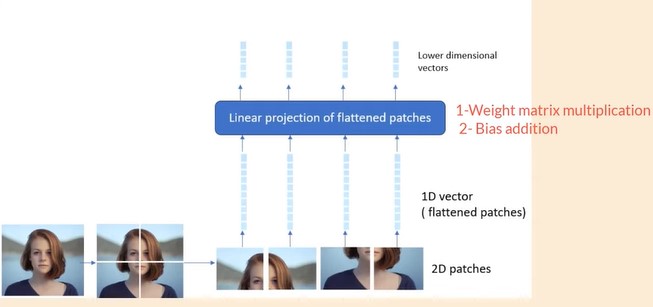 Lower dimensional
vectors
Linear projection of flattened patches
1-Weight matrix multiplication
2- Bias addition
1D vector
( flattened patches)
2D patches